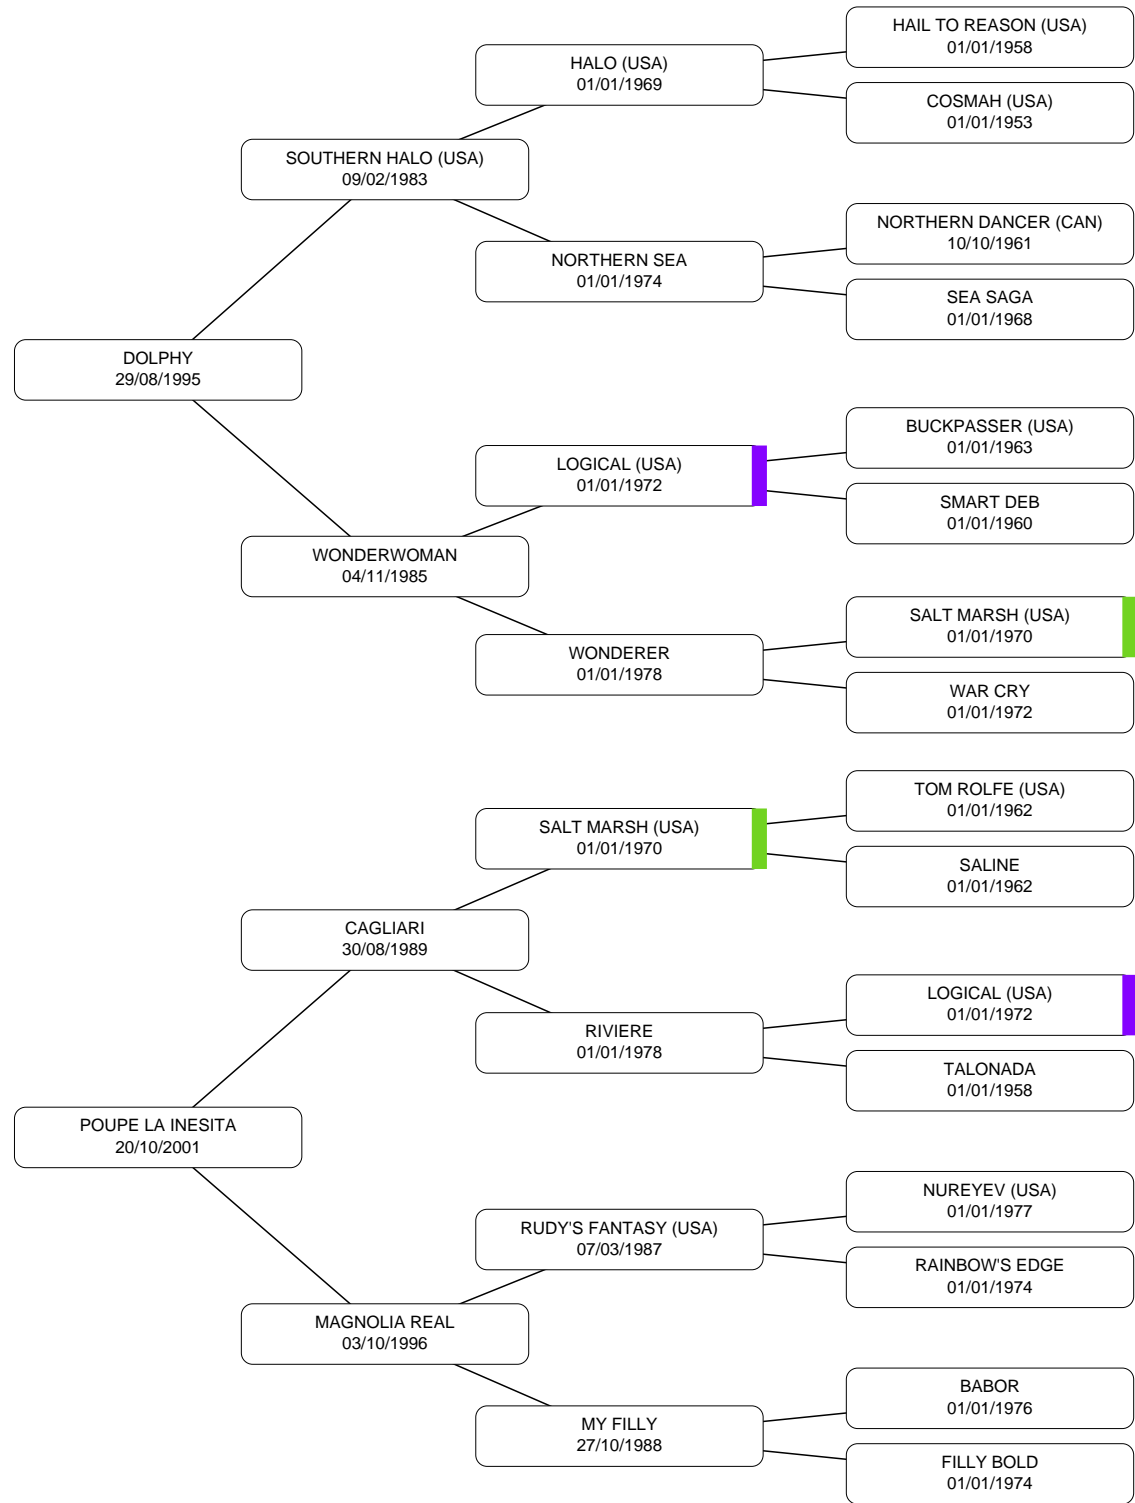 HAIL TO REASON (USA)
01/01/1958
HALO (USA)
01/01/1969
COSMAH (USA)
01/01/1953
SOUTHERN HALO (USA)
09/02/1983
NORTHERN DANCER (CAN)
10/10/1961
NORTHERN SEA
01/01/1974
SEA SAGA
01/01/1968
DOLPHY
29/08/1995
BUCKPASSER (USA)
01/01/1963
LOGICAL (USA)
01/01/1972
SMART DEB
01/01/1960
WONDERWOMAN
04/11/1985
SALT MARSH (USA)
01/01/1970
WONDERER
01/01/1978
WAR CRY
01/01/1972
TOM ROLFE (USA)
01/01/1962
SALT MARSH (USA)
01/01/1970
SALINE
01/01/1962
CAGLIARI
30/08/1989
LOGICAL (USA)
01/01/1972
RIVIERE
01/01/1978
TALONADA
01/01/1958
POUPE LA INESITA
20/10/2001
NUREYEV (USA)
01/01/1977
RUDY'S FANTASY (USA)
07/03/1987
RAINBOW'S EDGE
01/01/1974
MAGNOLIA REAL
03/10/1996
BABOR
01/01/1976
MY FILLY
27/10/1988
FILLY BOLD
01/01/1974